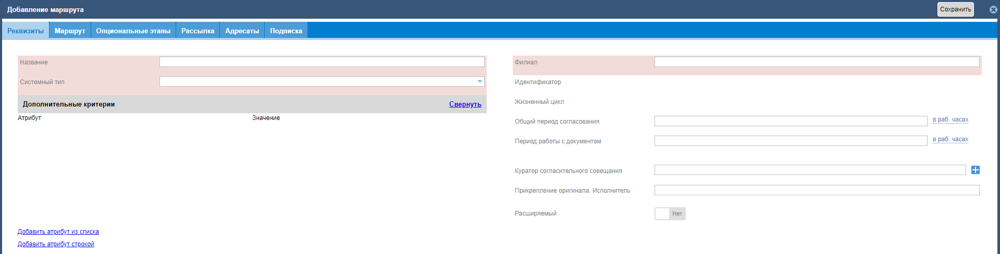 Добавление маршрута
Сохранить
Реквизиты Маршрут Опциональные этапы Рассылка Адресаты Подписка
Название
Системный тип
Дополнительные критерии Свернуть
Атрибут Значение
Добавить атрибут из списка
Добавить атрибут строкой
Филиал
Идентификатор
Жизненный цикл
Общий период согласования в раб. часах
Период работы с документом в раб. часах
Куратор согласительного совещания
Прикрепление оригинала. Исполнитель
Расширяемый Нет